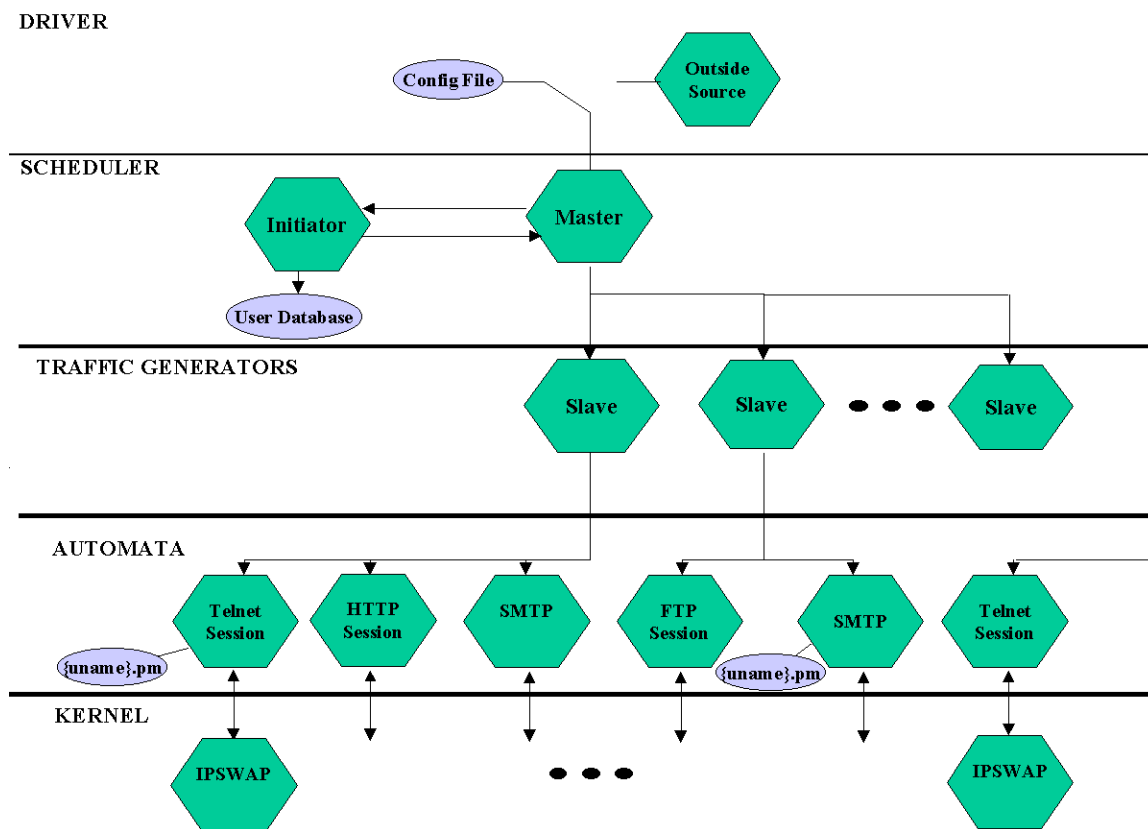 DRIVER
Config File
Outside
Source
SCHEDULER
Initiator
Master
User Database
TRAFFIC GENERATORS
Slave
Slave
Slave
AUTOMATA
Telnet
Session
HTTP
Session
SMTP
FTP
Session
SMTP
Telnet
Session
{uname}.pm
{uname}.pm
KERNEL
IPSWAP
IPSWAP